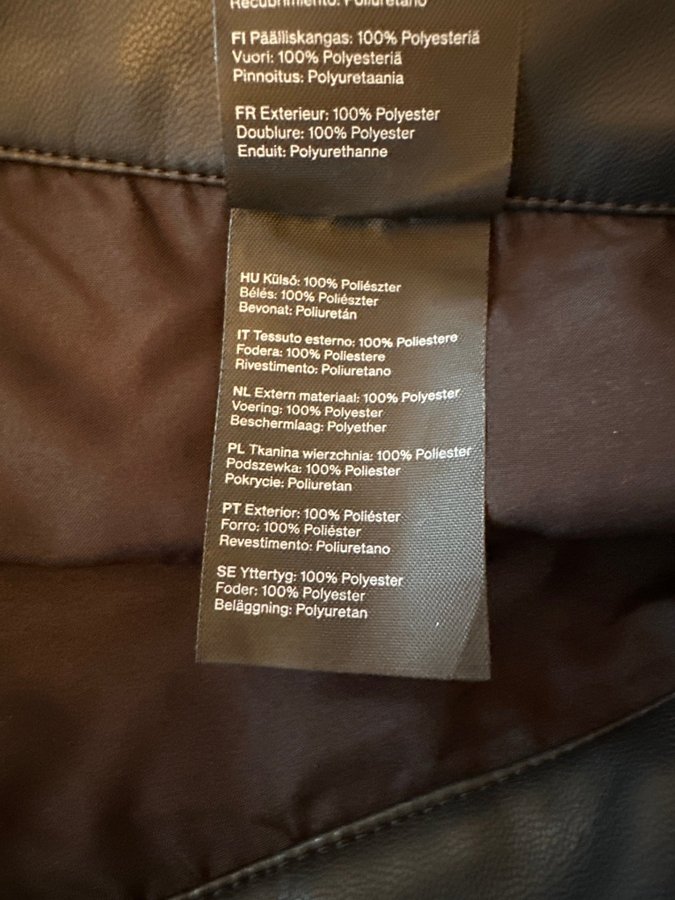 Recubrimiento: Poliuretano
FI Päälliskangas: 100% Polyesteriä
Vuori: 100% Polyesteriä
Pinnoitus: Polyuretaania
FR Exterieur: 100% Polyester
Doublure: 100% Polyester
Enduit: Polyurethanne
HU Külső: 100% Poliészter
Bélés: 100% Poliészter
Bevonat: Poliuretán
IT Tessuto esterno: 100% Poliestere
Fodera: 100% Poliestere
Rivestimento: Poliuretano
NL Extern materiaal: 100% Polyester
Voering: 100% Polyester
Beschermlaag: Polyether
PL Tkanina wierzchnia: 100% Poliester
Podszewka: 100% Poliester
Pokrycie: Poliuretan
PT Exterior: 100% Poliéster
Forro: 100% Poliéster
Revestimento: Poliuretano
SE Yttertyg: 100% Polyester
Foder: 100% Polyester
Beläggning: Polyuretan